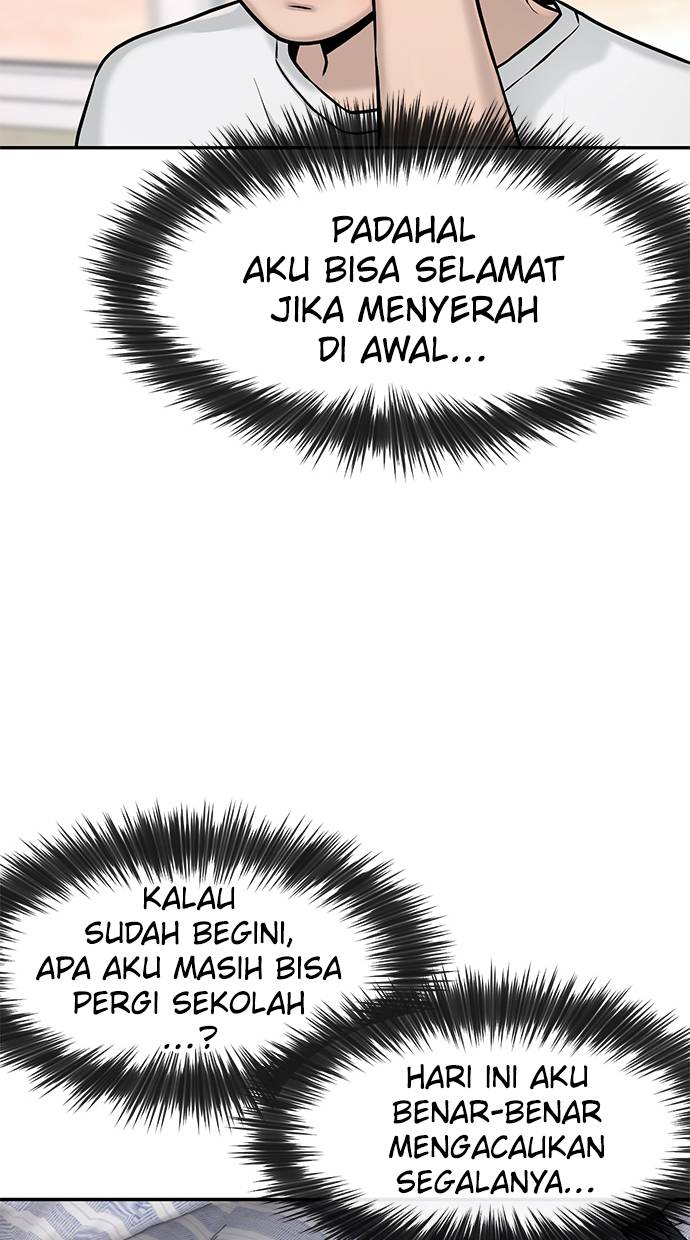 PADAHAL
AKU BISA SELAMAT
JIKA MENYERAH
DI AWAL...
KALAU
SUDAH BEGINI,
APA AKU MASIH BISA
PERGI SEKOLAH
...?
HARI INI AKU
BENAR-BENAR
MENGACAUKAN
SEGALANYA...